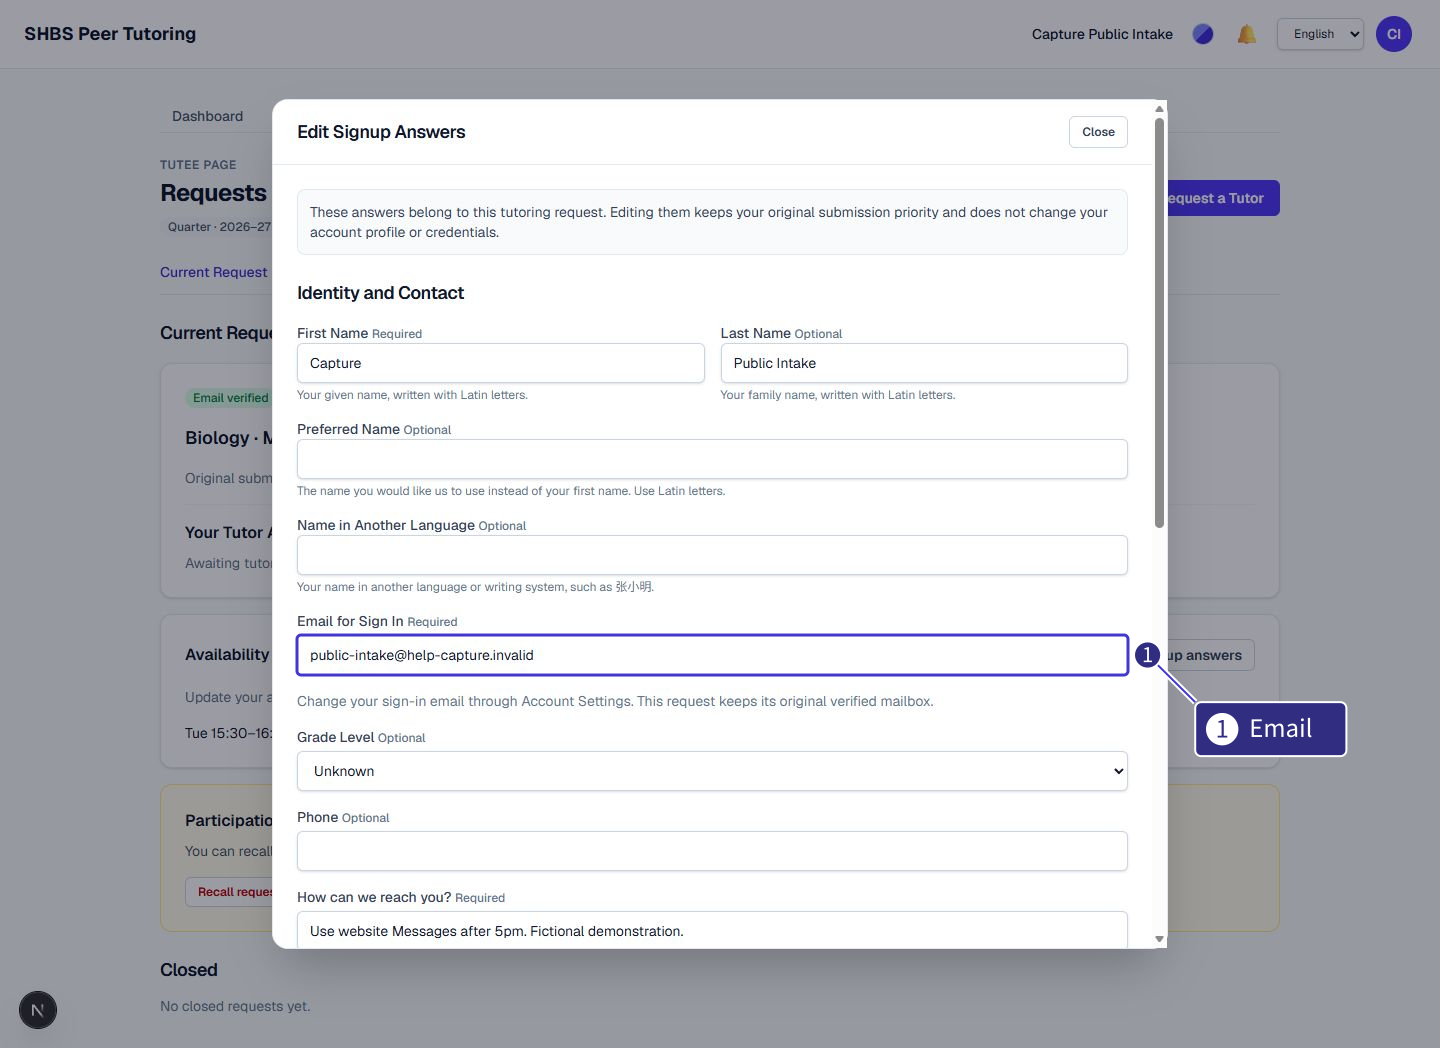 SHBS Peer Tutoring
Capture Public Intake
English
CI
Dashboard
TUTEE PAGE
Requests
Quarter · 2026–27
equest a Tutor
Current Request
Current Reque
Email verified
Biology · M
Original subm
Your Tutor A
Awaiting tutor
Availability
up answers
Update your a
Tue 15:30–16:
Participatio
You can recall
Recall reques
Closed
No closed requests yet.
N
Edit Signup Answers
Close
These answers belong to this tutoring request. Editing them keeps your original submission priority and does not change your
account profile or credentials.
Identity and Contact
First Name Required
Last Name Optional
Capture
Public Intake
Your given name, written with Latin letters.
Your family name, written with Latin letters.
Preferred Name Optional
The name you would like us to use instead of your first name. Use Latin letters.
Name in Another Language Optional
Your name in another language or writing system, such as 张小明.
Email for Sign In Required
public-intake@help-capture.invalid
1
1 Email
Change your sign-in email through Account Settings. This request keeps its original verified mailbox.
Grade Level Optional
Unknown
Phone Optional
How can we reach you? Required
Use website Messages after 5pm. Fictional demonstration.